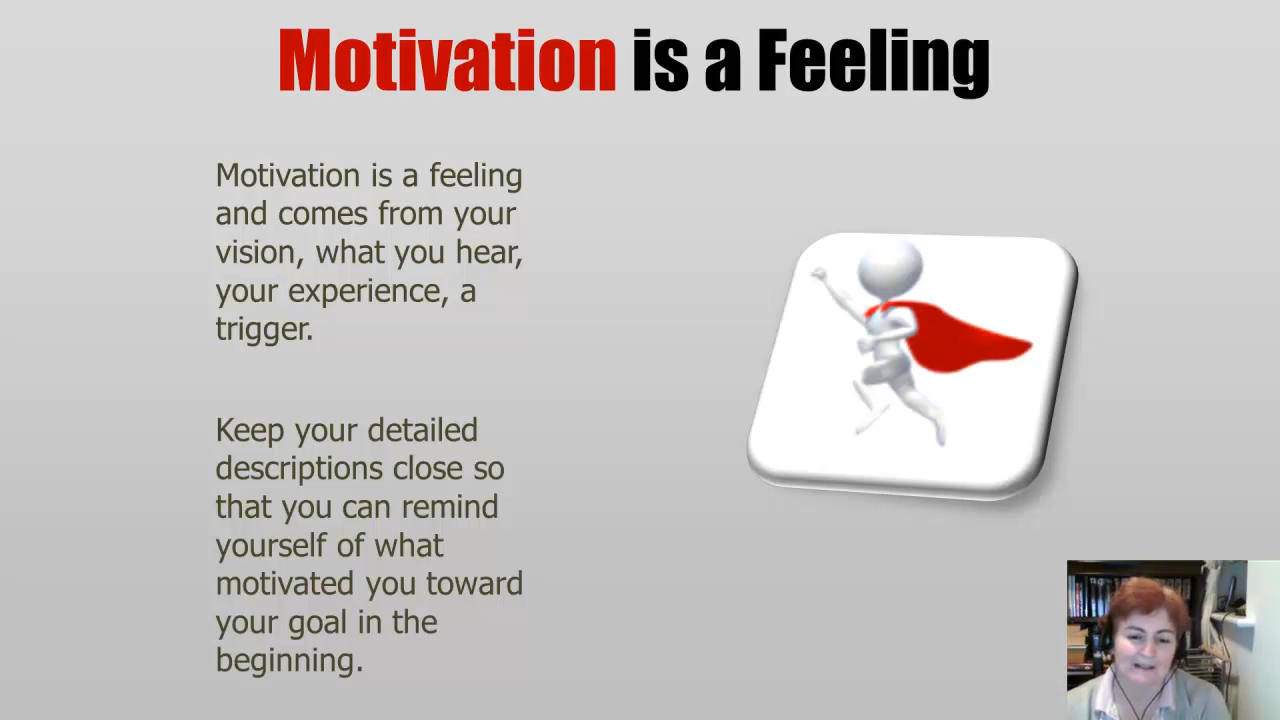 Motivation is a Feeling
Motivation is a feeling
and comes from your
vision, what you hear,
your experience, a
trigger.
Keep your detailed
descriptions close so
that you can remind
yourself of what
motivated you toward
your goal in the
beginning.